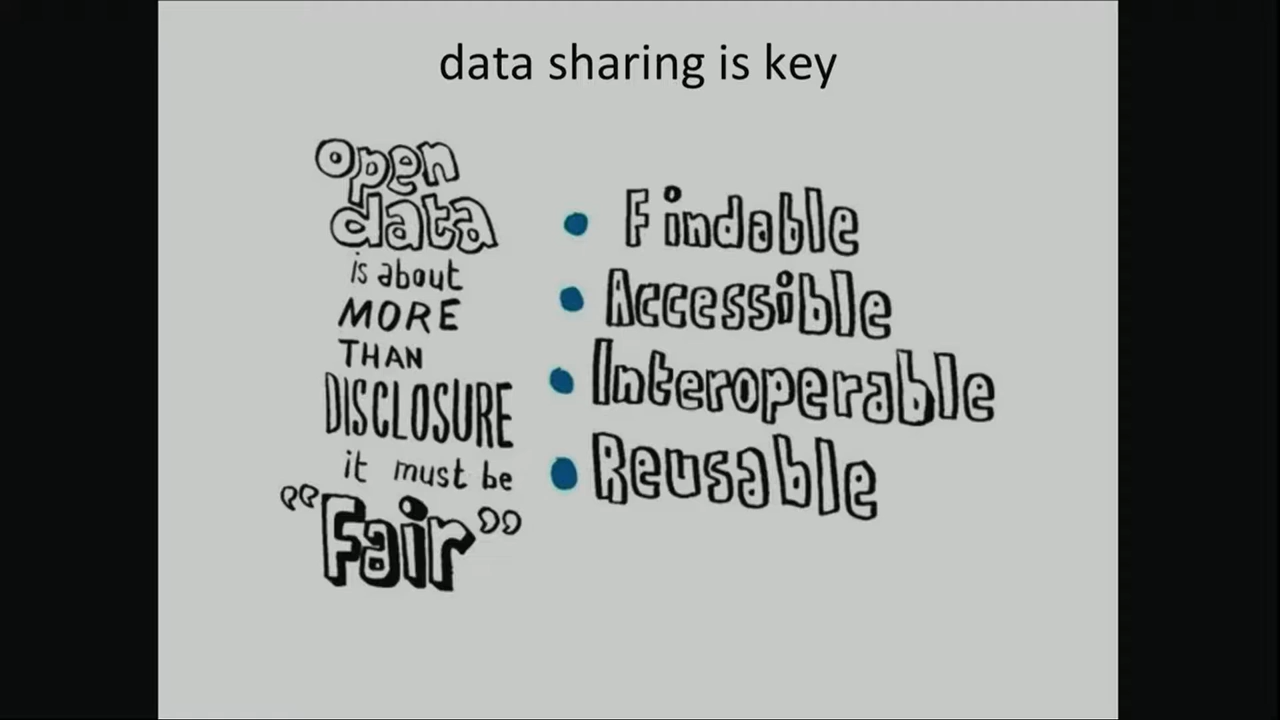 data sharing is key
open
data
is about
MORE
THAN
DISCLOSURE
it must be
“Fair”
• Findable
• Accessible
• Interoperable
• Reusable